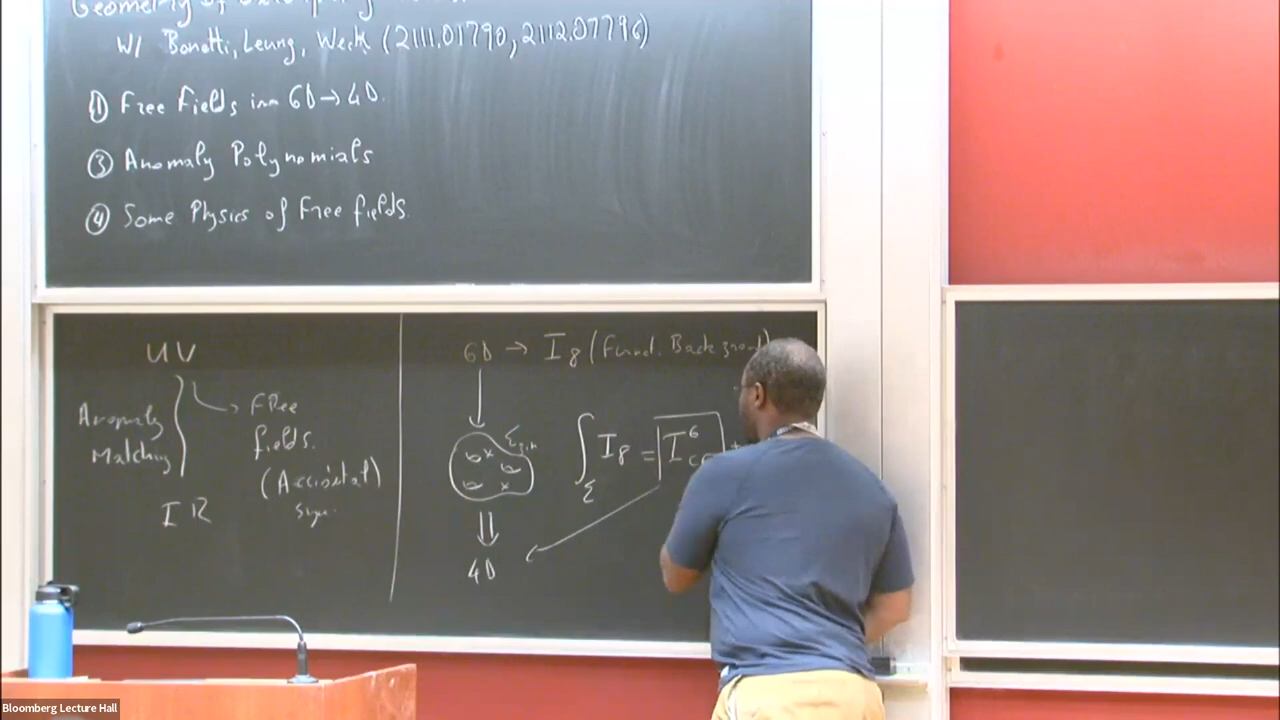 Geometry of
W/ Bonetti, Leung, Weck (2111.01790, 2112.07796)
① Free Fields in 6D → 4D.
③ Anomaly Polynomials
④ Some Physics of Free fields.
UV
Free
fields.
(Accidental)
Sym.
Anomaly
Matching
IR
6D → I8 (Fund. Background)
Σg,n
∫Σ I8 = I6
4D
Bloomberg Lecture Hall